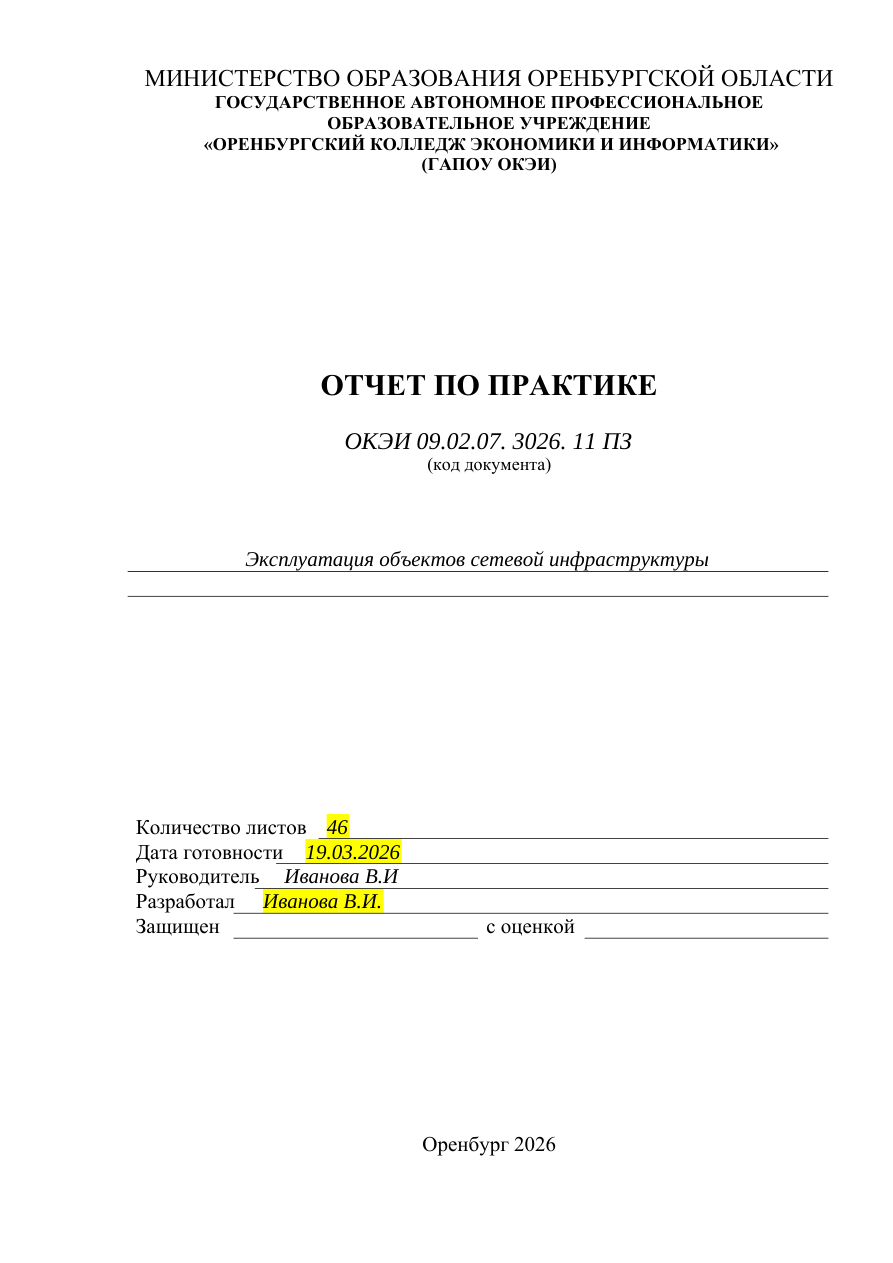 МИНИСТЕРСТВО ОБРАЗОВАНИЯ ОРЕНБУРГСКОЙ ОБЛАСТИ
ГОСУДАРСТВЕННОЕ АВТОНОМНОЕ ПРОФЕССИОНАЛЬНОЕ
ОБРАЗОВАТЕЛЬНОЕ УЧРЕЖДЕНИЕ
«ОРЕНБУРГСКИЙ КОЛЛЕДЖ ЭКОНОМИКИ И ИНФОРМАТИКИ»
(ГАПОУ ОКЭИ)
ОТЧЕТ ПО ПРАКТИКЕ
ОКЭИ 09.02.07. 3026. 11 ПЗ
(код документа)
Эксплуатация объектов сетевой инфраструктуры
Количество листов 46
Дата готовности 19.03.2026
Руководитель Иванова В.И
Разработал Иванова В.И.
Защищен с оценкой
Оренбург 2026